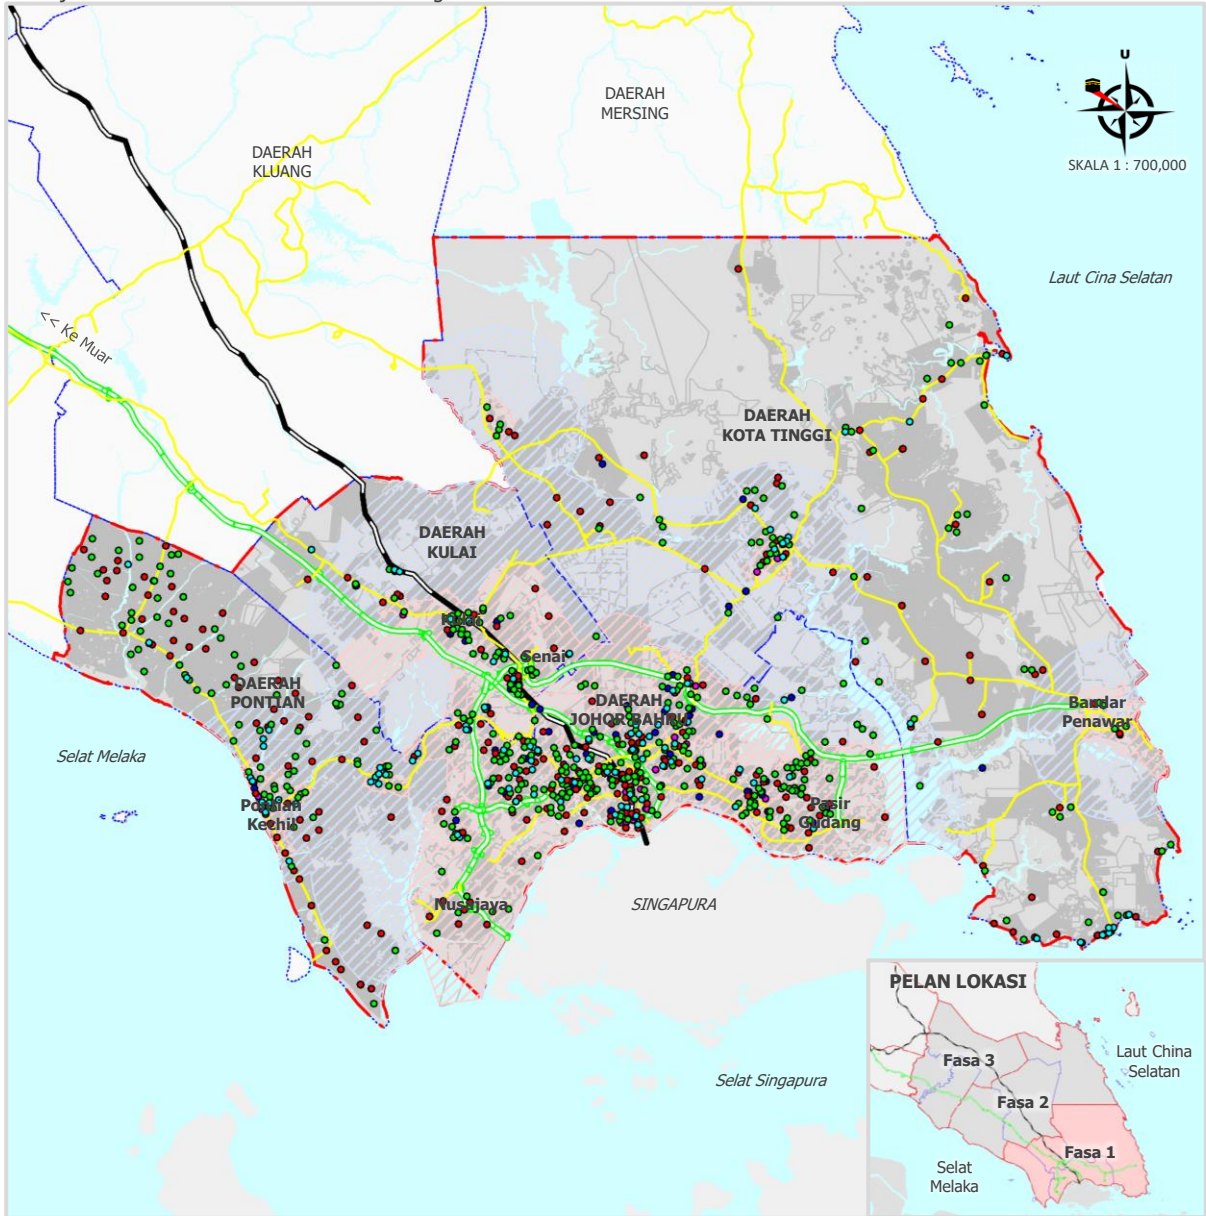 DAERAH
MERSING
U
SKALA 1 : 700,000
DAERAH
KLUANG
Laut Cina Selatan
<< Ke Muar
DAERAH
KOTA TINGGI
DAERAH
KULAI
Senai
DAERAH
PONTIAN
DAERAH
JOHOR BAHRU
Bandar
Penawar
Selat Melaka
Pontian
Kechil
Pasir
Gudang
Nusajaya
SINGAPURA
PELAN LOKASI
Fasa 3
Laut China
Selatan
Fasa 2
Fasa 1
Selat
Melaka
Selat Singapura